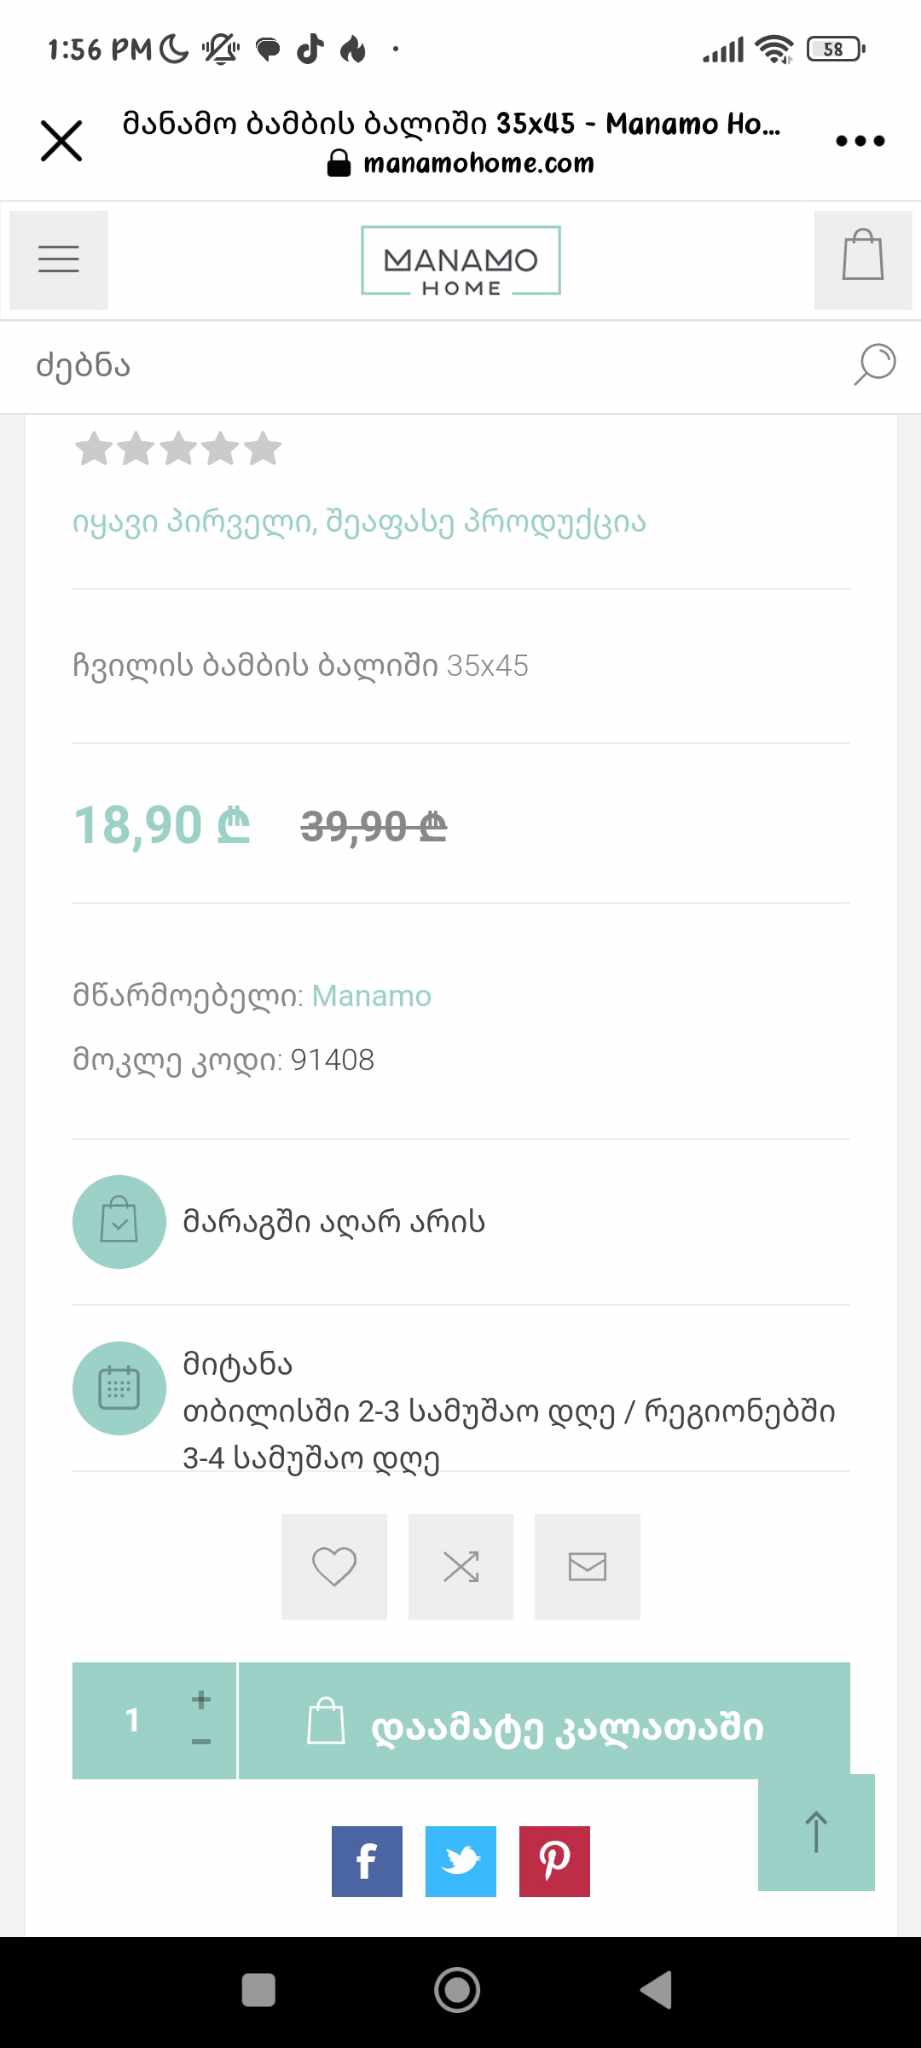 1:56 PM
58
მანამო ბამბის ბალიში 35x45 - Manamo Ho...
manamohome.com
MANAMO
HOME
ძებნა
იყავი პირველი, შეაფასე პროდუქცია
ჩვილის ბამბის ბალიში 35x45
18,90 ₾ 39,90 ₾
მწარმოებელი: Manamo
მოკლე კოდი: 91408
მარაგში აღარ არის
მიტანა
თბილისში 2-3 სამუშაო დღე / რეგიონებში
3-4 სამუშაო დღე
1 + −
დაამატე კალათაში